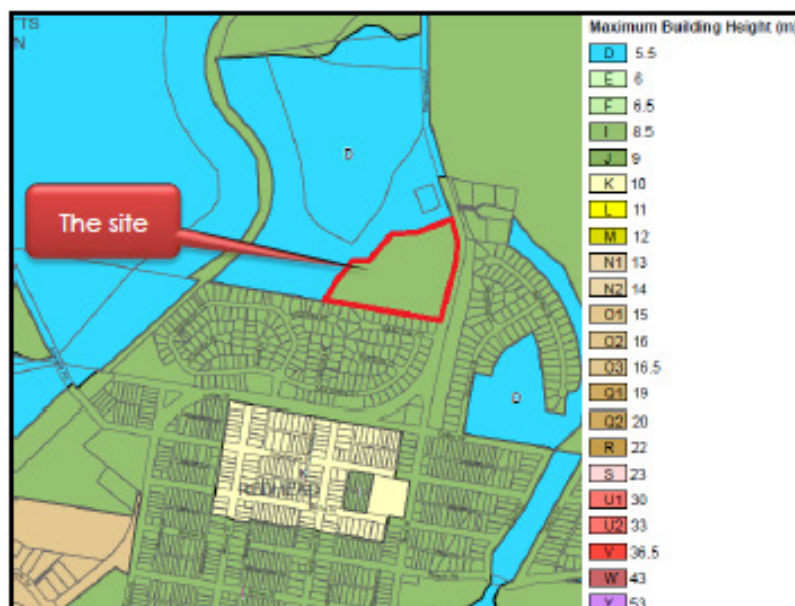 TS
N
Maximum Building Height (m)
D 5.5
E 6
F 6.5
I 8.5
J 9
K 10
L 11
M 12
N1 13
N2 14
O1 15
O2 16
O3 16.5
Q1 19
Q2 20
R 22
S 23
U1 30
U2 33
V 36.5
W 43
Y 53
D
The site
D
REDHEAD